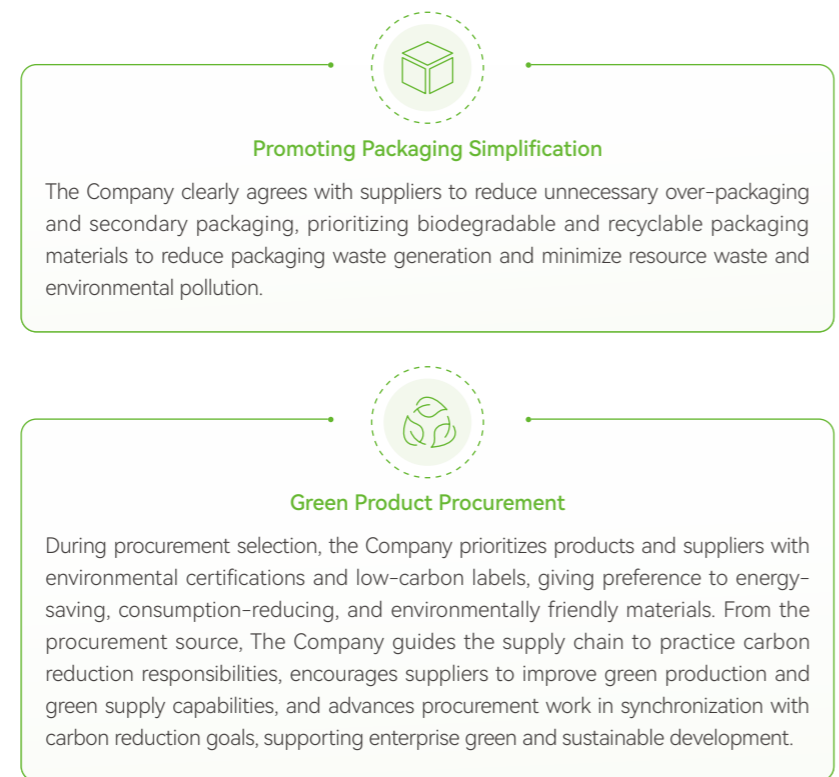 Promoting Packaging Simplification
The Company clearly agrees with suppliers to reduce unnecessary over-packaging
and secondary packaging, prioritizing biodegradable and recyclable packaging
materials to reduce packaging waste generation and minimize resource waste and
environmental pollution.
Green Product Procurement
During procurement selection, the Company prioritizes products and suppliers with
environmental certifications and low-carbon labels, giving preference to energy-
saving, consumption-reducing, and environmentally friendly materials. From the
procurement source, The Company guides the supply chain to practice carbon
reduction responsibilities, encourages suppliers to improve green production and
green supply capabilities, and advances procurement work in synchronization with
carbon reduction goals, supporting enterprise green and sustainable development.